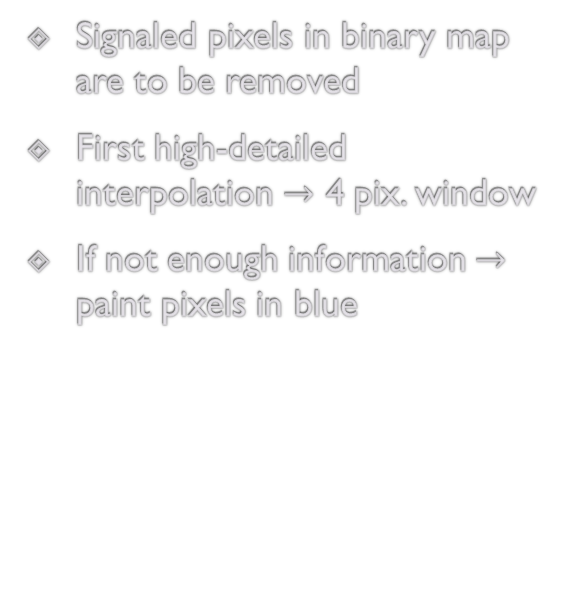 Signaled pixels in binary map
are to be removed
First high-detailed
interpolation → 4 pix. window
If not enough information →
paint pixels in blue